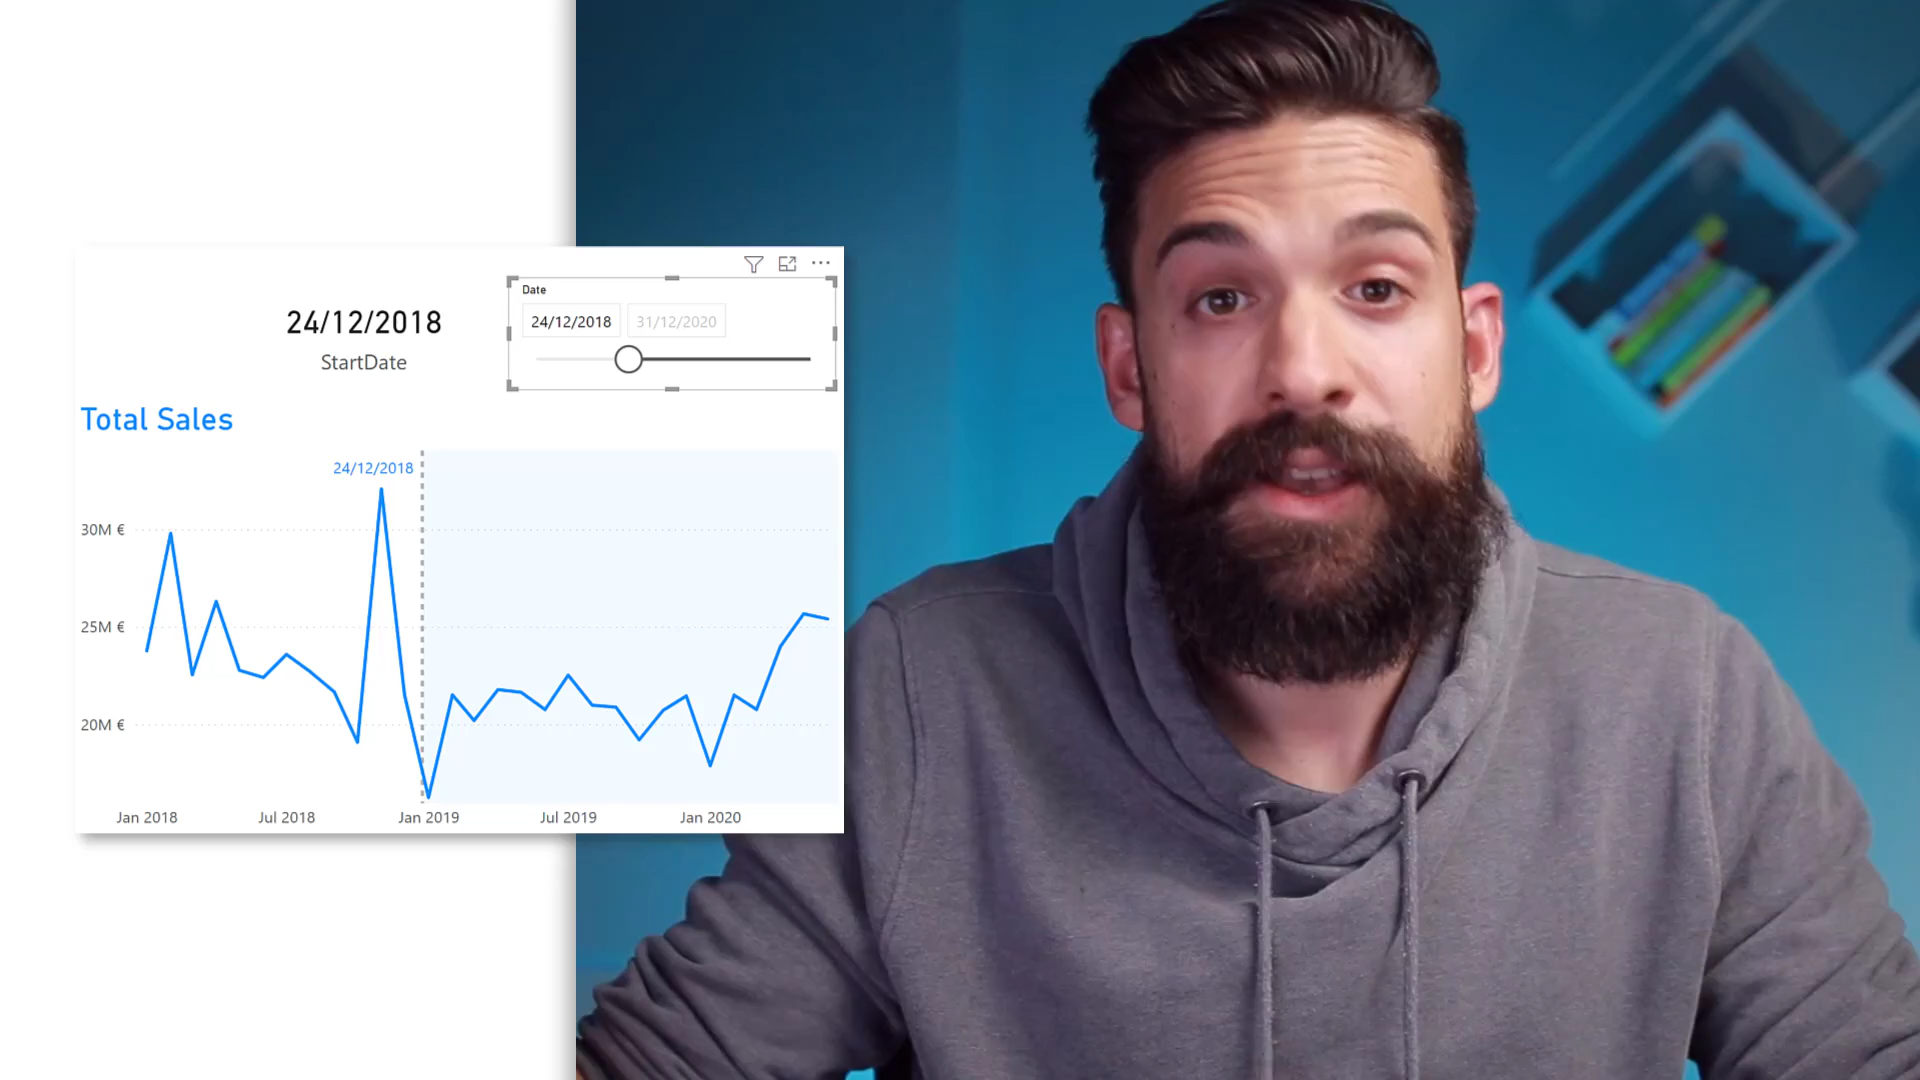 Date
24/12/2018 31/12/2020
24/12/2018
StartDate
Total Sales
24/12/2018
30M €
25M €
20M €
Jan 2018 Jul 2018 Jan 2019 Jul 2019 Jan 2020